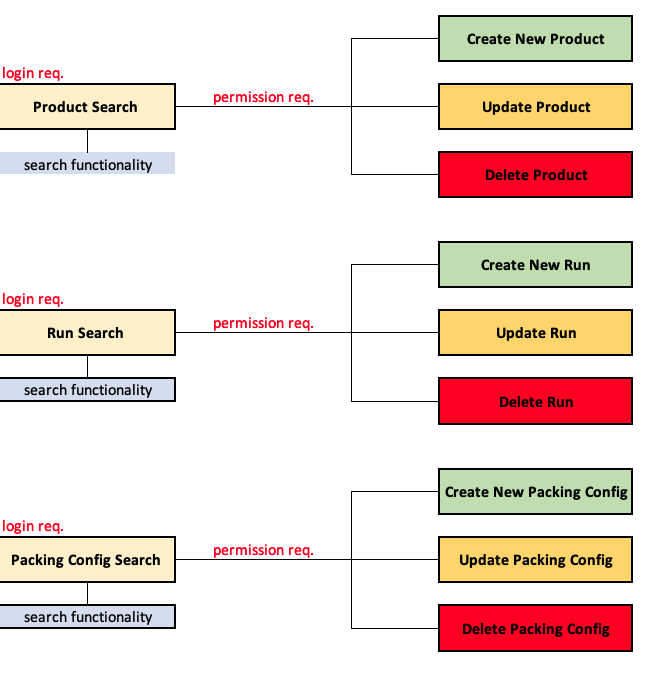 Create New Product
login req.
permission req.
Product Search
Update Product
search functionality
Delete Product
Create New Run
login req.
permission req.
Run Search
Update Run
search functionality
Delete Run
Create New Packing Config
login req.
permission req.
Packing Config Search
Update Packing Config
search functionality
Delete Packing Config